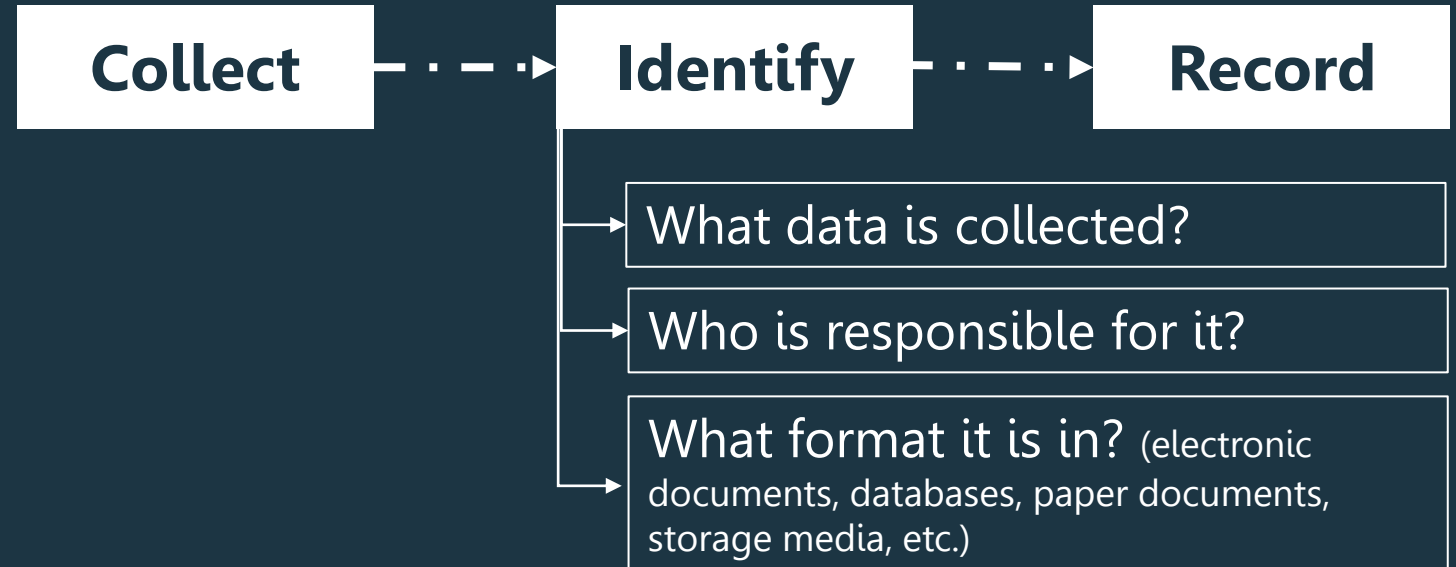 Collect
Identify
Record
What data is collected?
Who is responsible for it?
What format it is in? (electronic
documents, databases, paper documents,
storage media, etc.)